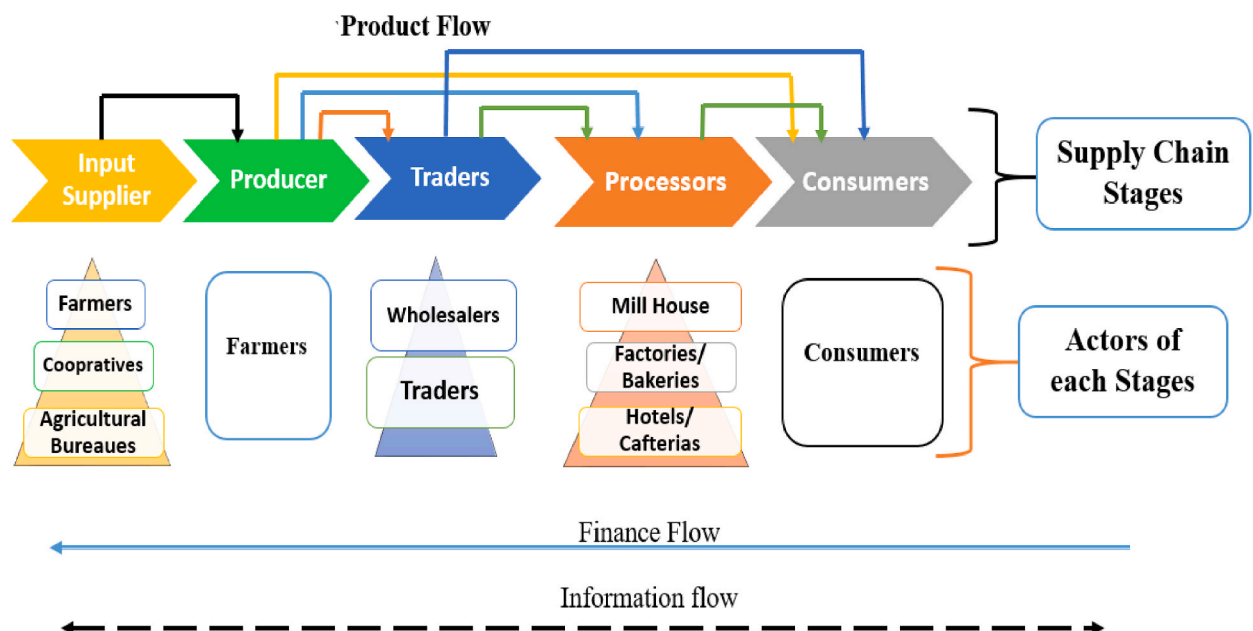 `Product Flow
Input
Supplier
Producer
Traders
Processors
Consumers
Supply Chain
Stages
Farmers
Coopratives
Agricultural
Bureaues
Farmers
Wholesalers
Traders
Mill House
Factories/
Bakeries
Hotels/
Cafterias
Consumers
Actors of
each Stages
Finance Flow
Information flow